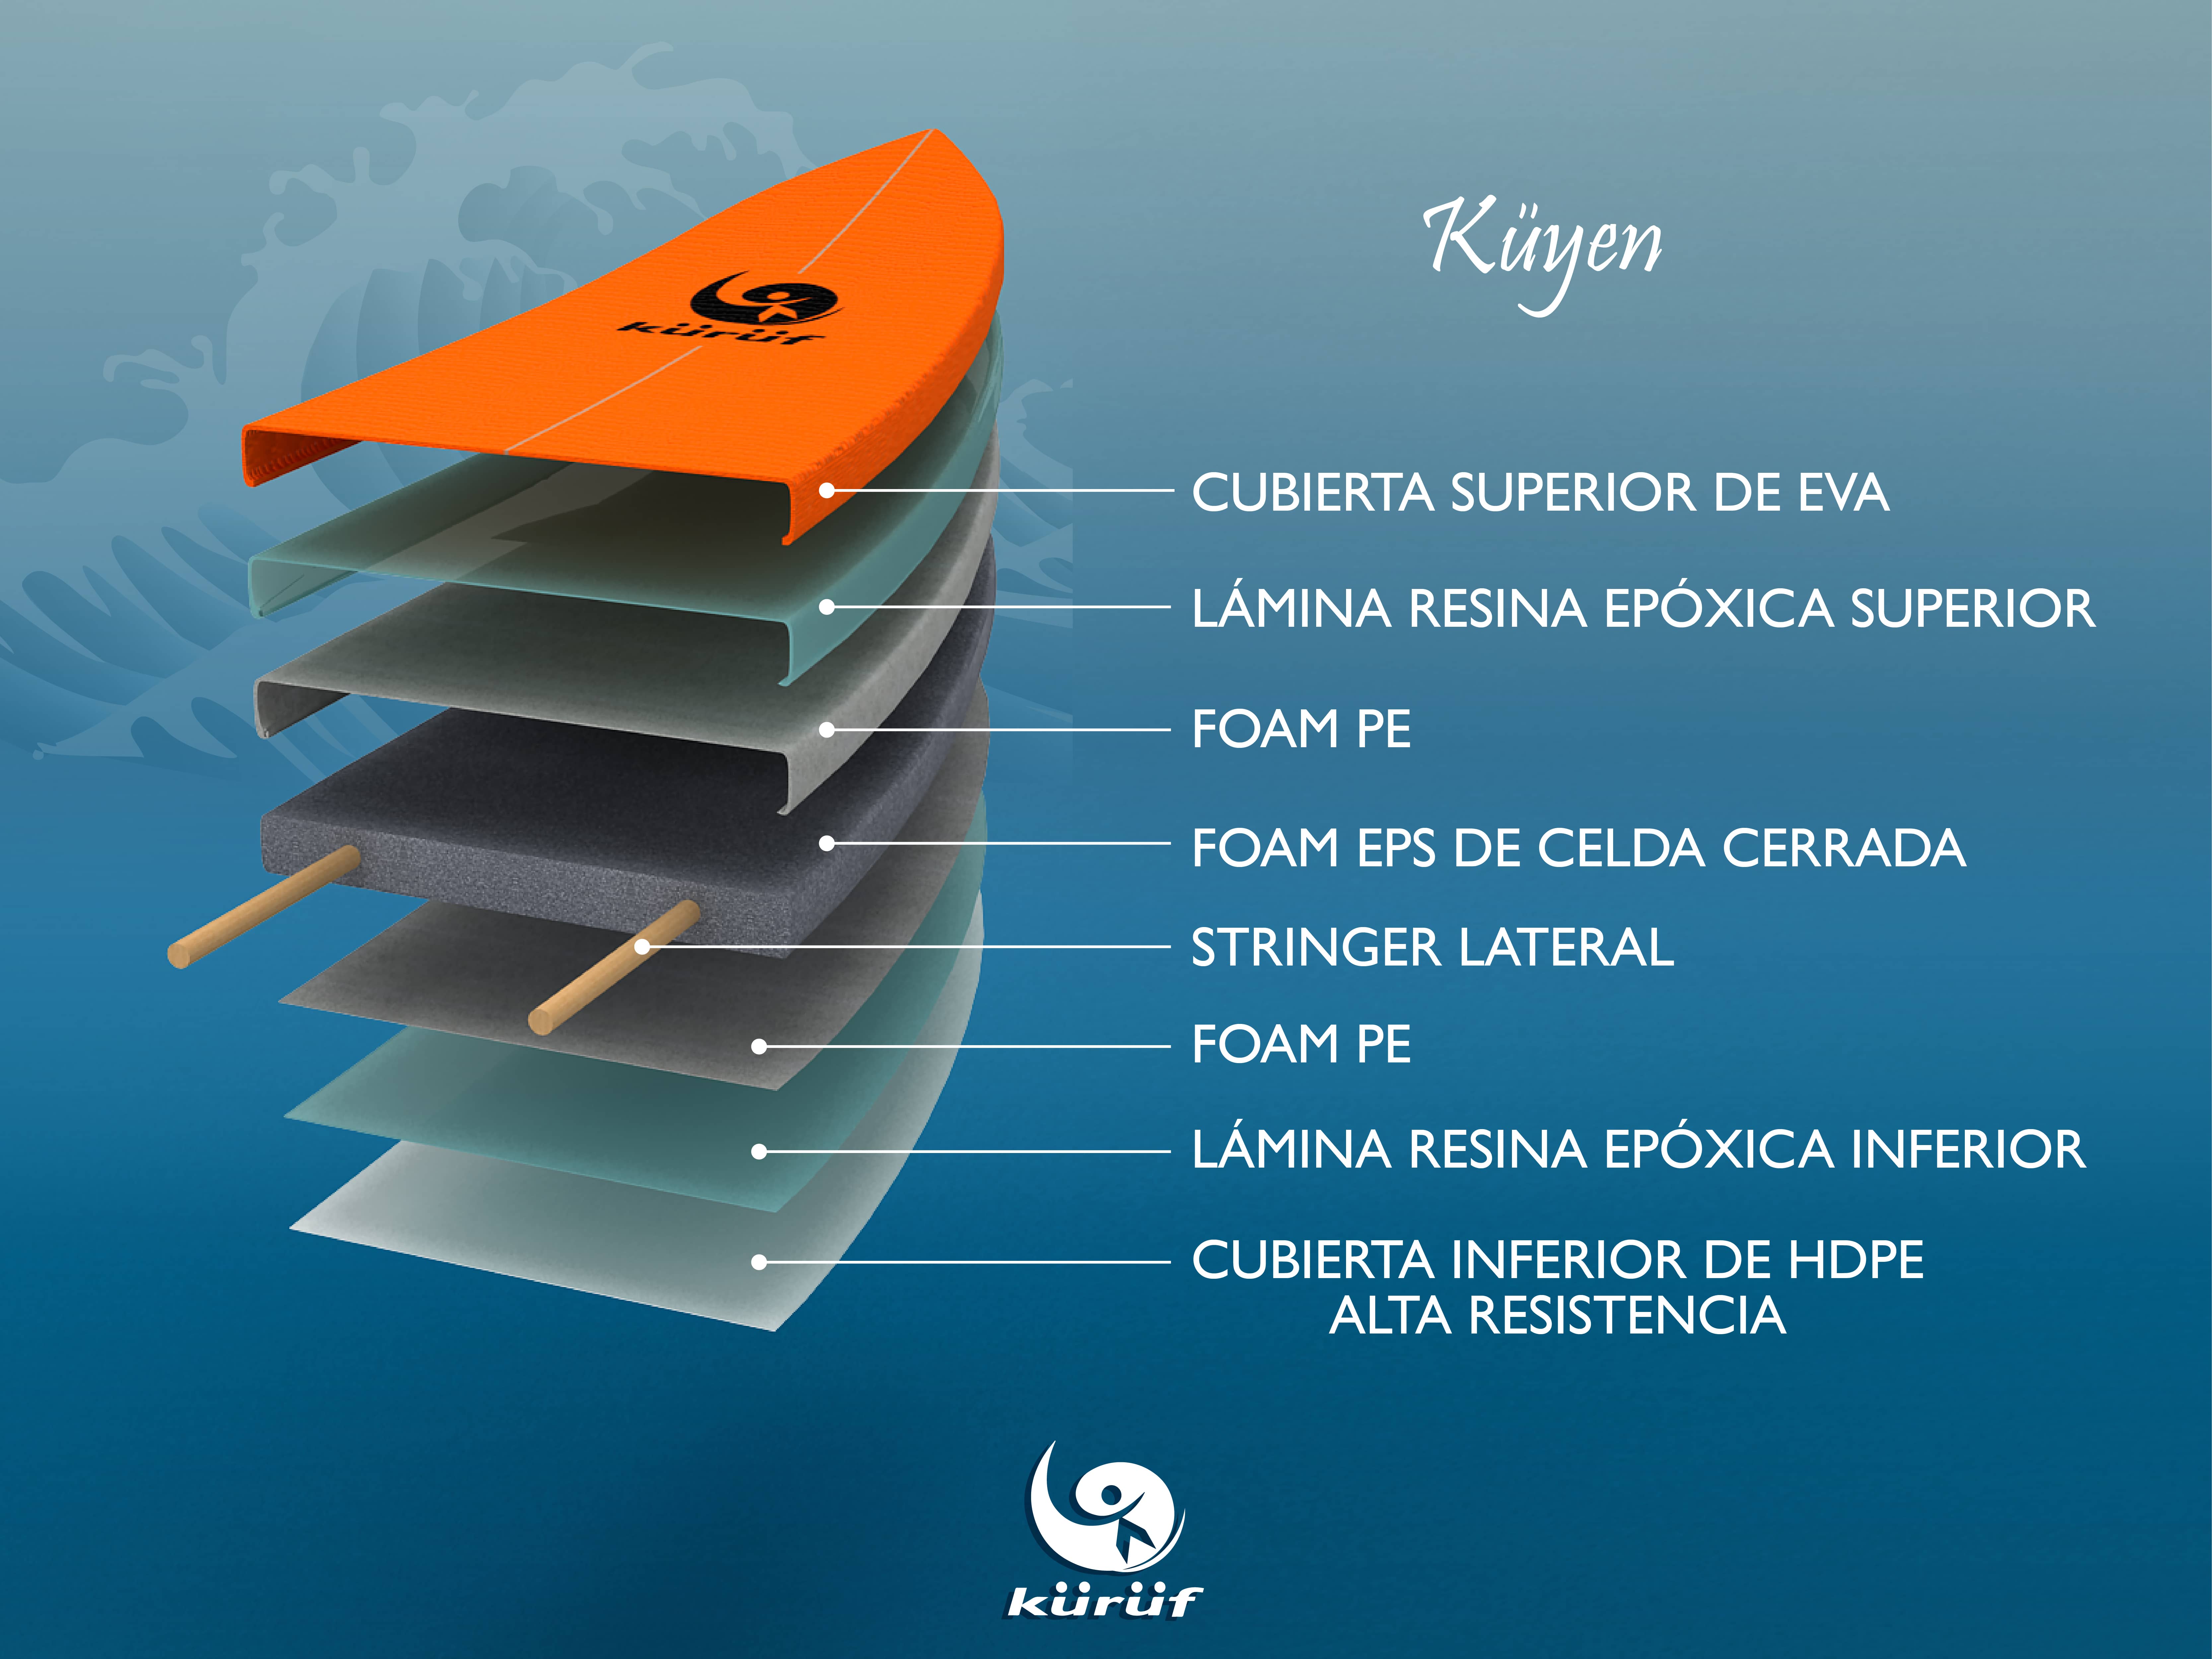 Küyen
kürüf
CUBIERTA SUPERIOR DE EVA
LÁMINA RESINA EPÓXICA SUPERIOR
FOAM PE
FOAM EPS DE CELDA CERRADA
STRINGER LATERAL
FOAM PE
LÁMINA RESINA EPÓXICA INFERIOR
CUBIERTA INFERIOR DE HDPE
ALTA RESISTENCIA
kürüf